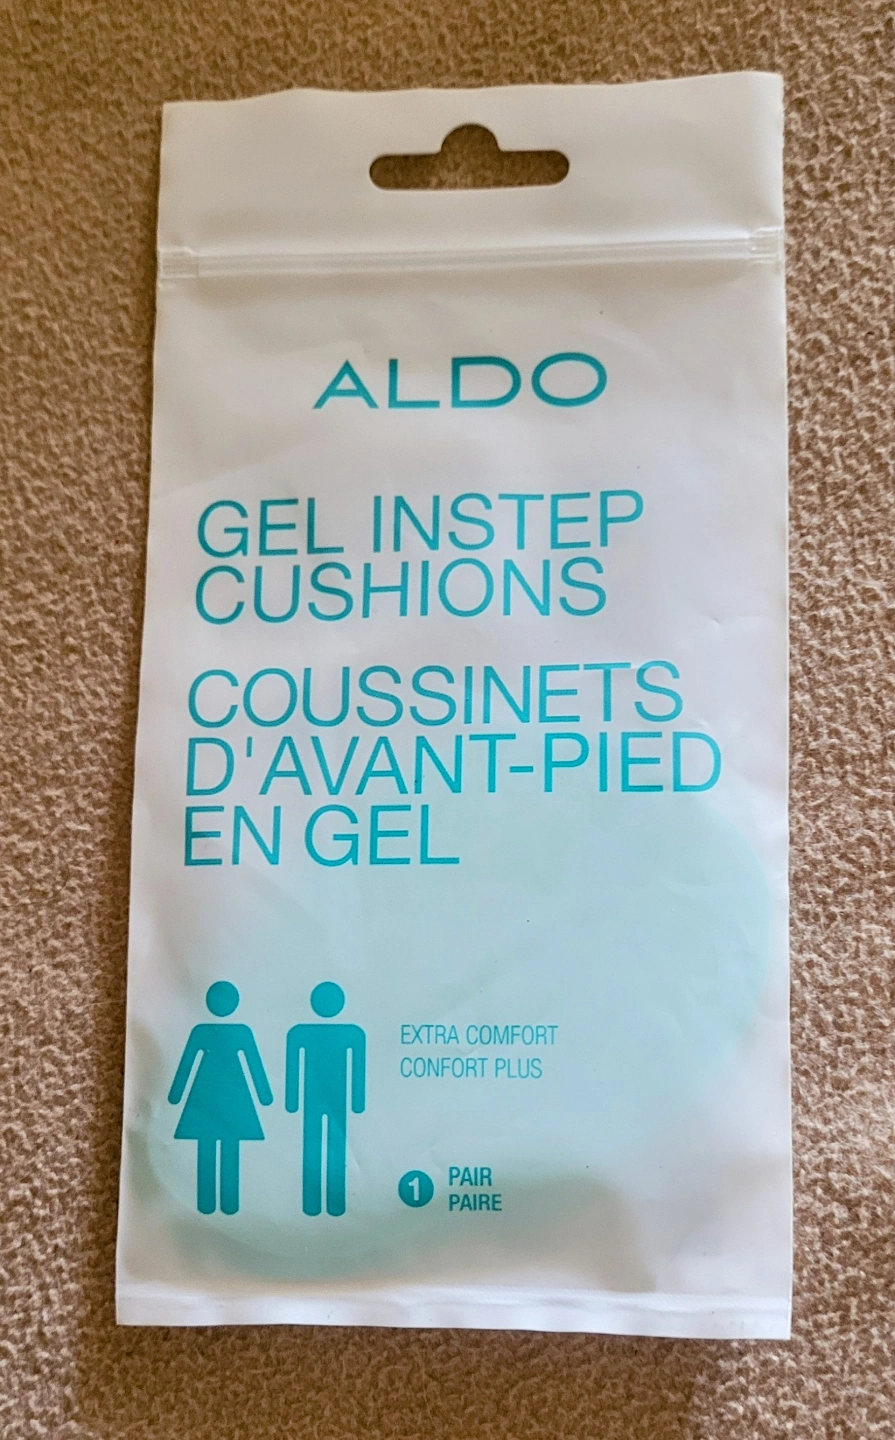 ALDO
GEL INSTEP
CUSHIONS
COUSSINETS
D'AVANT-PIED
EN GEL
EXTRA COMFORT
CONFORT PLUS
1 PAIR
PAIRE